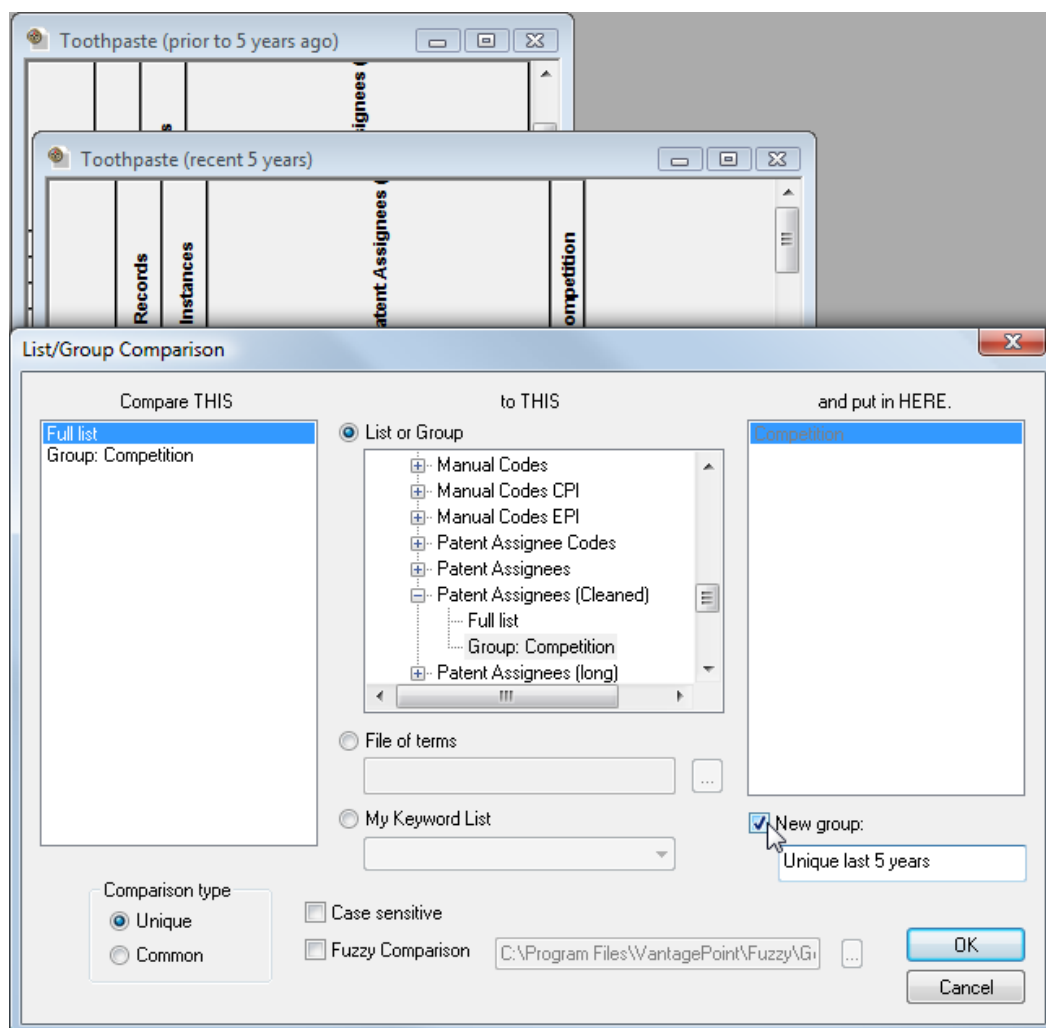 Toothpaste (prior to 5 years ago)
Toothpaste (recent 5 years)
Records
Instances
List/Group Comparison
Compare THIS
to THIS
and put in HERE.
Full list
Group: Competition
List or Group
Manual Codes
Manual Codes CPI
Manual Codes EPI
Patent Assignee Codes
Patent Assignees
Patent Assignees (Cleaned)
Full list
Group: Competition
Patent Assignees (long)
Competition
File of terms
...
My Keyword List
New group:
Unique last 5 years
Comparison type
Unique
Common
Case sensitive
Fuzzy Comparison
C:\Program Files\VantagePoint\Fuzzy\G
...
OK
Cancel